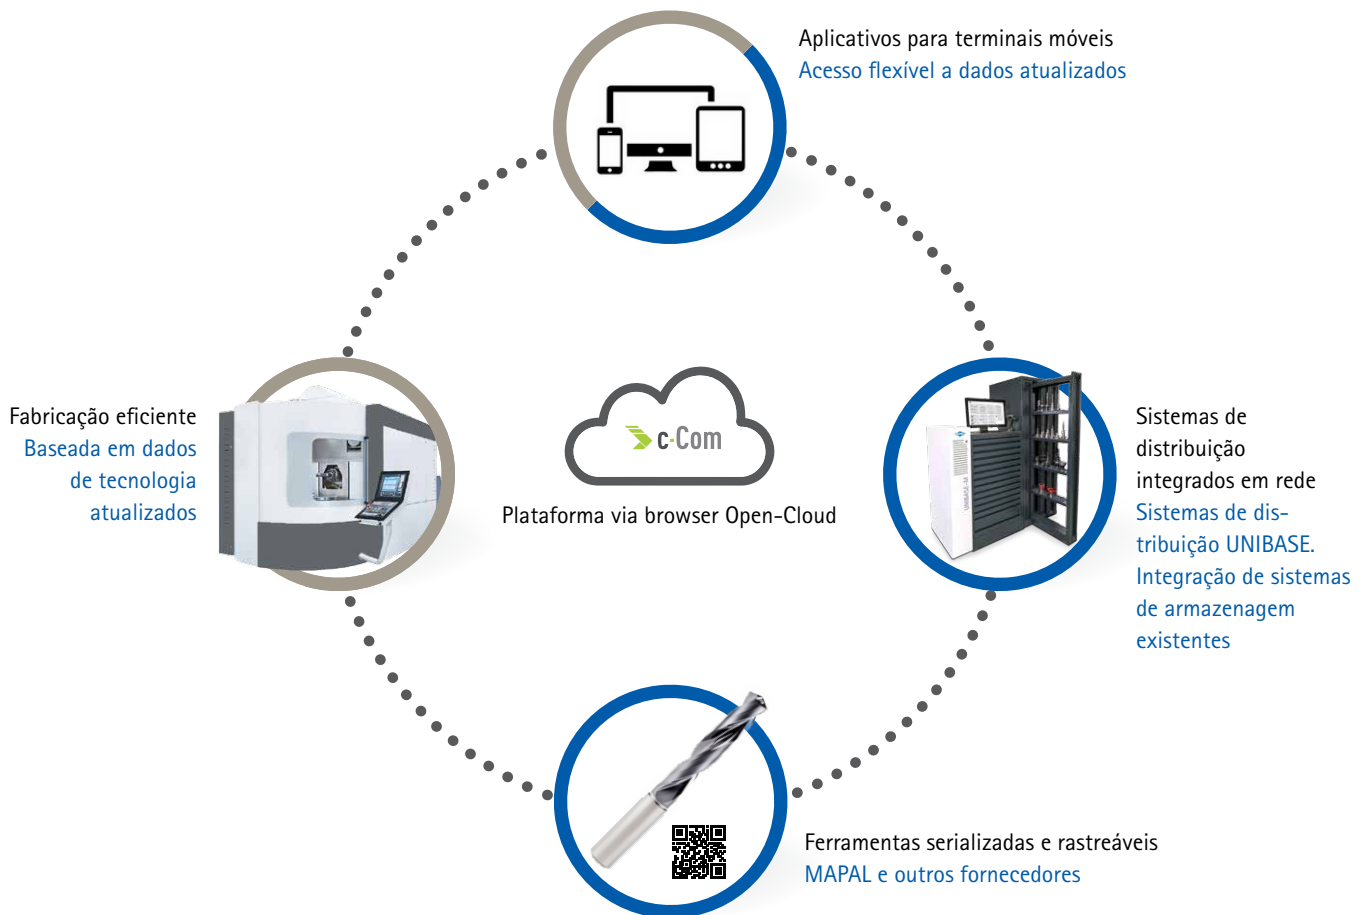 Aplicativos para terminais móveis
Acesso flexível a dados atualizados
Fabricação eficiente
Baseada em dados
de tecnologia
atualizados
c-Com
Plataforma via browser Open-Cloud
UNIBASE-M
Sistemas de
distribuição
integrados em rede
Sistemas de dis-
tribuição UNIBASE.
Integração de sistemas
de armazenagem
existentes
Ferramentas serializadas e rastreáveis
MAPAL e outros fornecedores